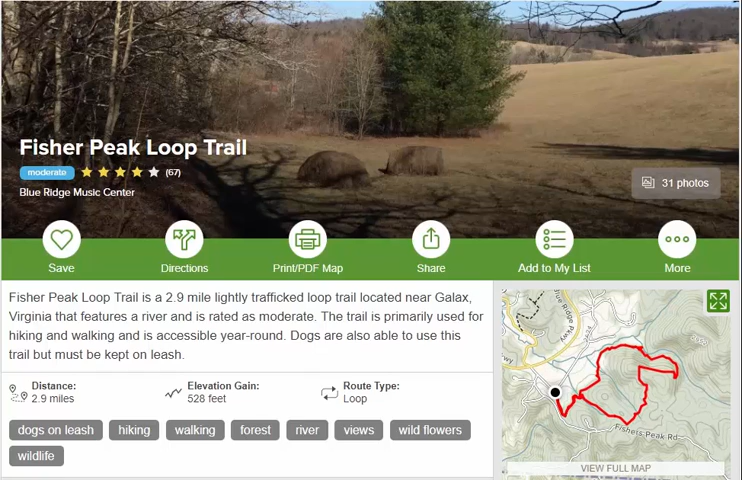 Fisher Peak Loop Trail
moderate (67)
Blue Ridge Music Center
31 photos
Save
Directions
Print/PDF Map
Share
Add to My List
More
Fisher Peak Loop Trail is a 2.9 mile lightly trafficked loop trail located near Galax,
Virginia that features a river and is rated as moderate. The trail is primarily used for
hiking and walking and is accessible year-round. Dogs are also able to use this
trail but must be kept on leash.
Distance:
2.9 miles
Elevation Gain:
528 feet
Route Type:
Loop
dogs on leash
hiking
walking
forest
river
views
wild flowers
wildlife
Blue Ridge Pkwy
Fishers Peak Rd
VIEW FULL MAP